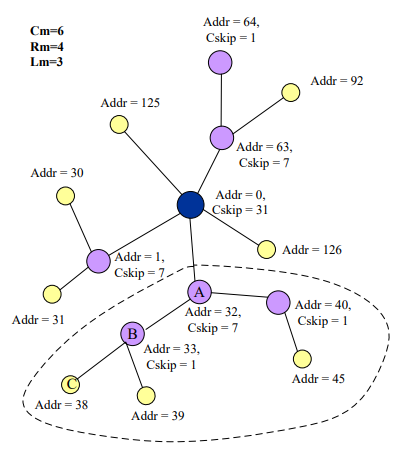 Cm=6
Rm=4
Lm=3
Addr = 64,
Cskip = 1
Addr = 92
Addr = 125
Addr = 63,
Cskip = 7
Addr = 30
Addr = 0,
Cskip = 31
Addr = 126
Addr = 1,
Cskip = 7
Addr = 31
A
Addr = 32,
Cskip = 7
Addr = 40,
Cskip = 1
B
Addr = 33,
Cskip = 1
Addr = 45
C
Addr = 38
Addr = 39